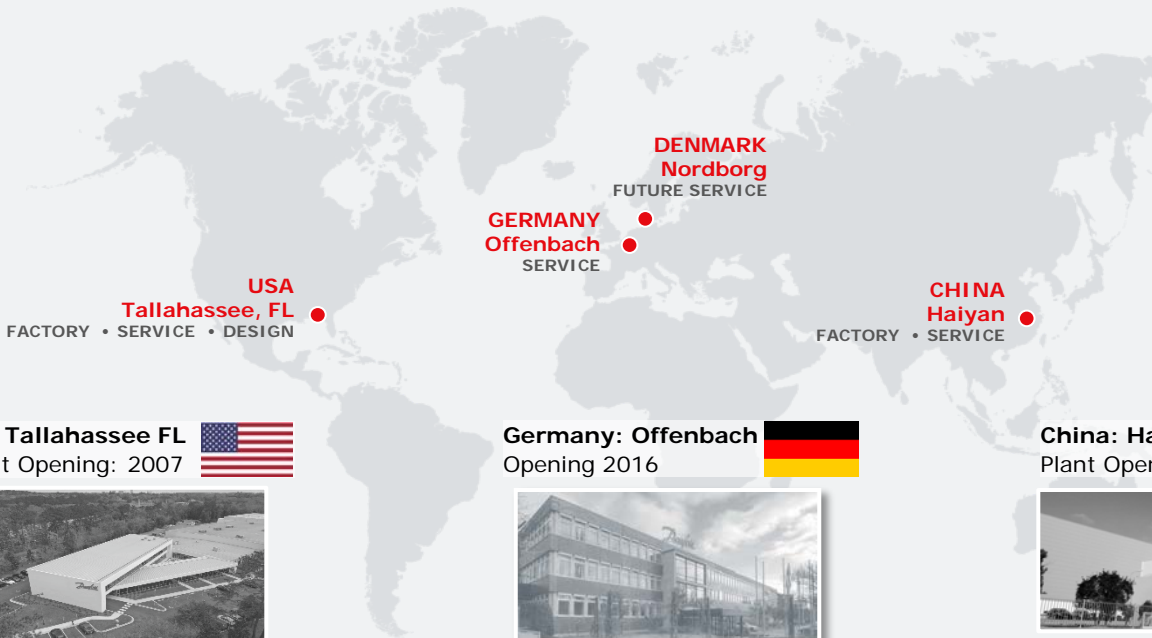 DENMARK
Nordborg
FUTURE SERVICE
GERMANY
Offenbach
SERVICE
USA
Tallahassee, FL
FACTORY • SERVICE • DESIGN
CHINA
Haiyan
FACTORY • SERVICE
Tallahassee FL
t Opening: 2007
Germany: Offenbach
Opening 2016
China: Ha
Plant Oper